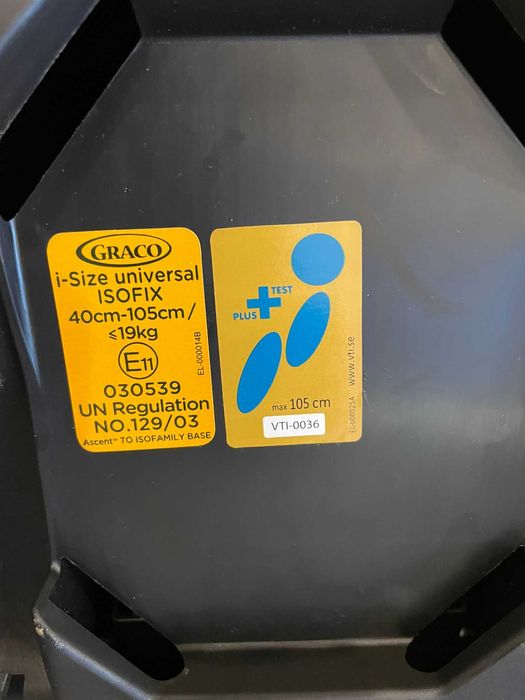 GRACO
i-Size universal
ISOFIX
40cm-105cm /
≤19kg
E11
030539
UN Regulation
NO.129/03
Ascent™ TO ISOFAMILY BASE
EL-000014B
PLUS TEST
max 105 cm
VTI-0036
www.vti.se
EL-000025A